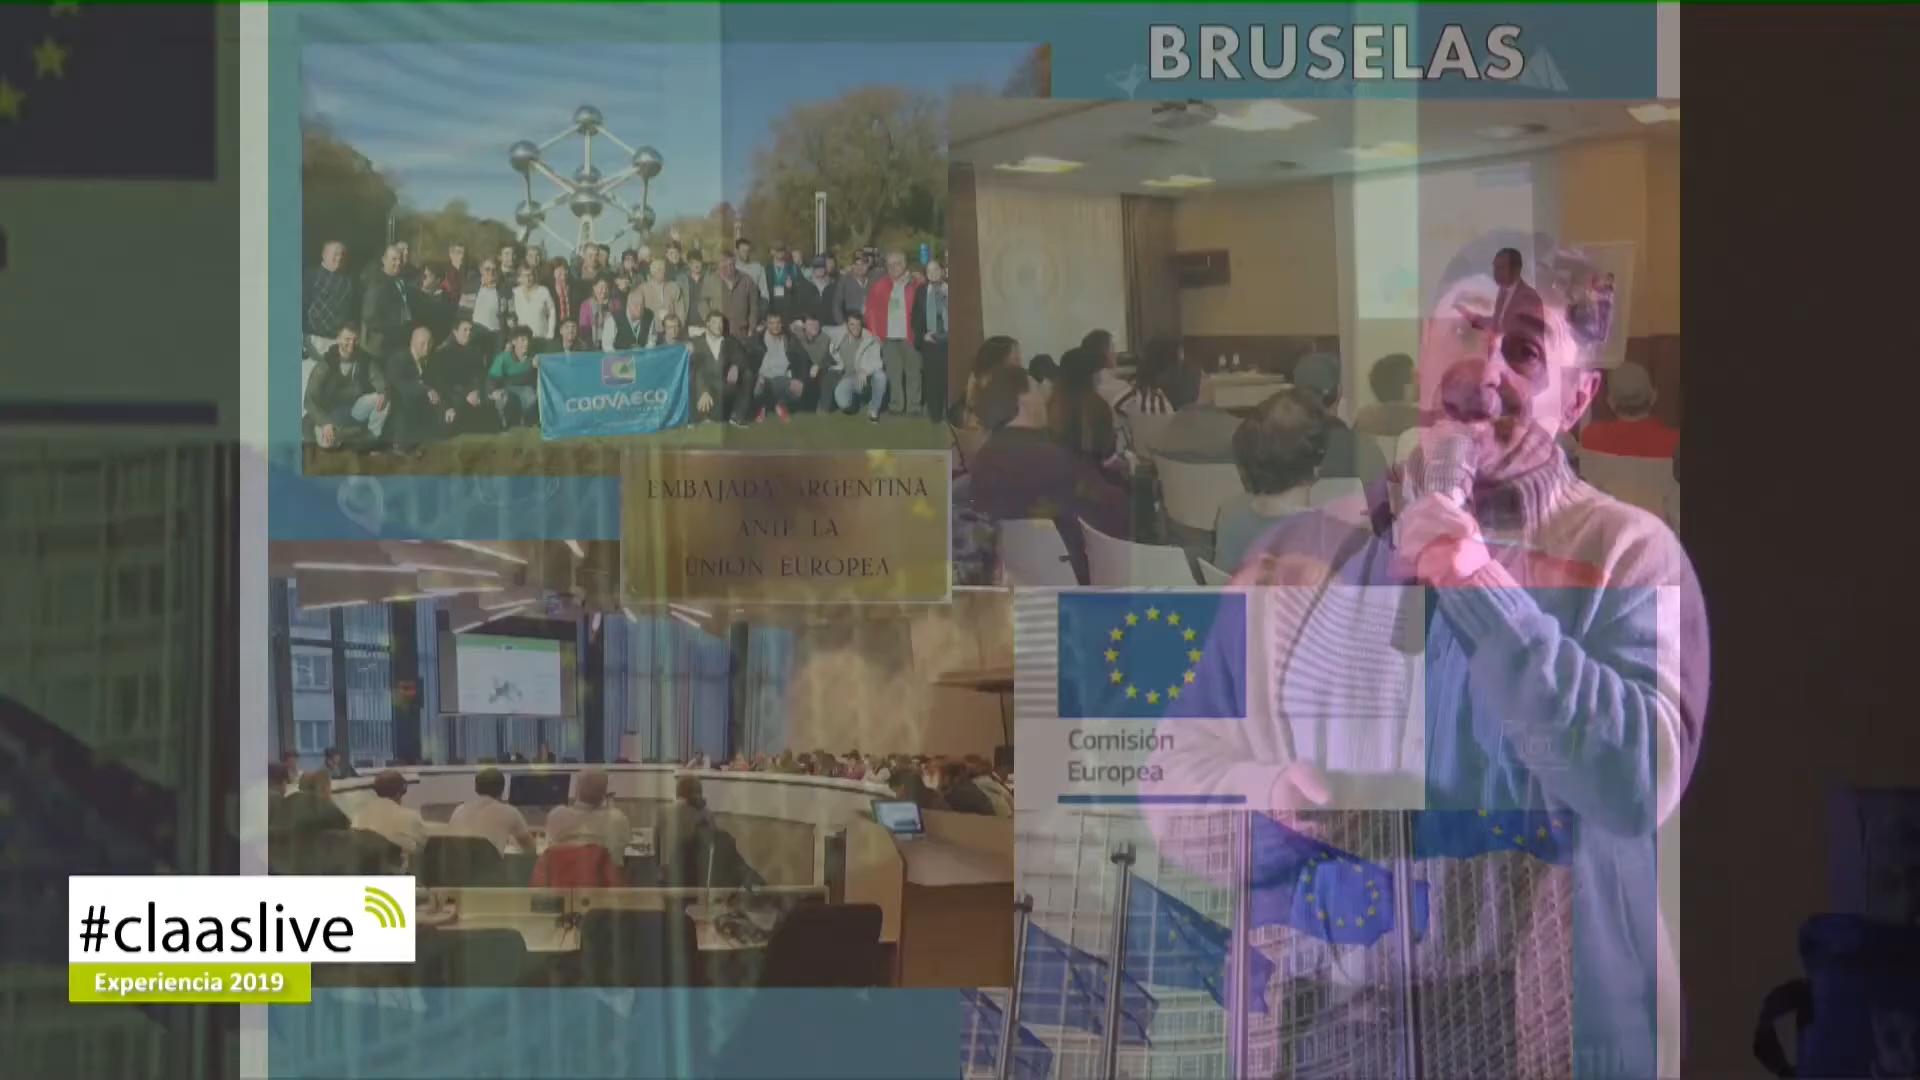 BRUSELAS
COOVAECO
EMBAJADA ARGENTINA
ANTE LA
UNION EUROPEA
Comisión
Europea
#claaslive
Experiencia 2019